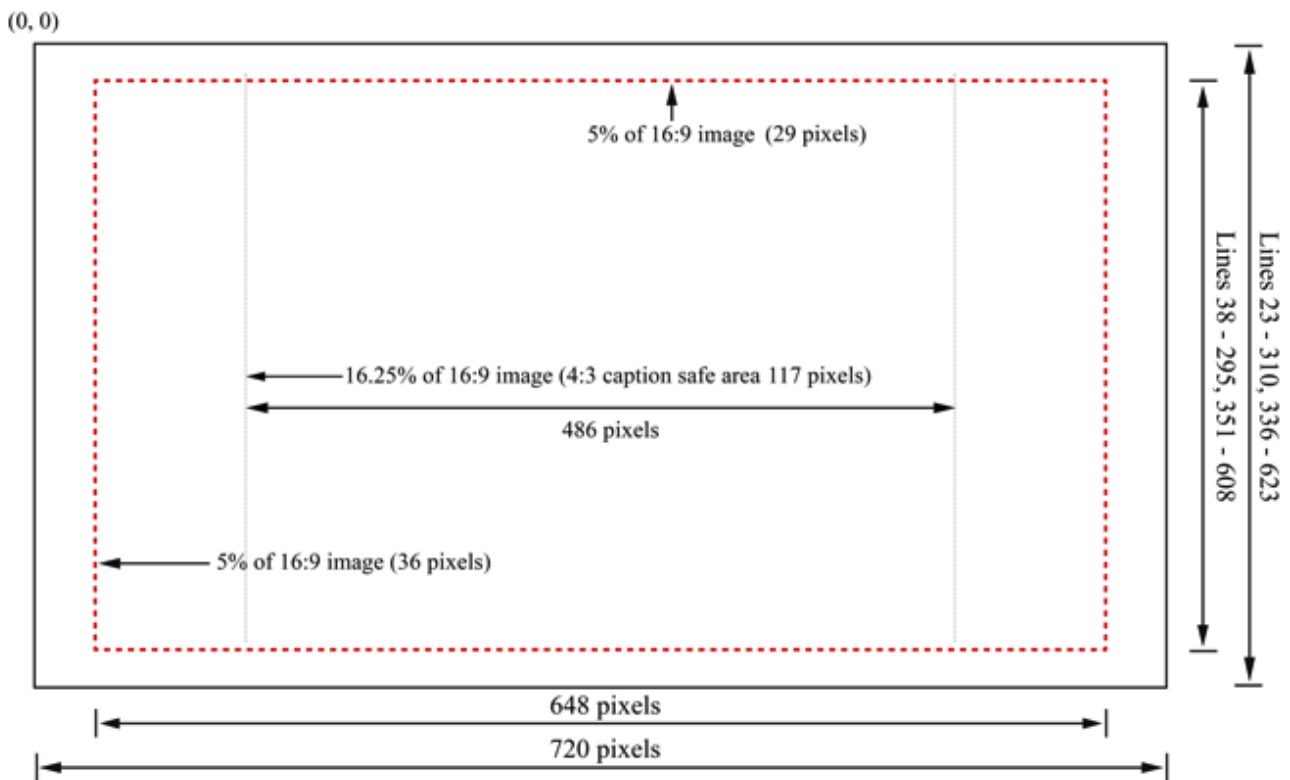 (0, 0)
5% of 16:9 image (29 pixels)
16.25% of 16:9 image (4:3 caption safe area 117 pixels)
486 pixels
5% of 16:9 image (36 pixels)
648 pixels
720 pixels
Lines 38 - 295, 351 - 608
Lines 23 - 310, 336 - 623